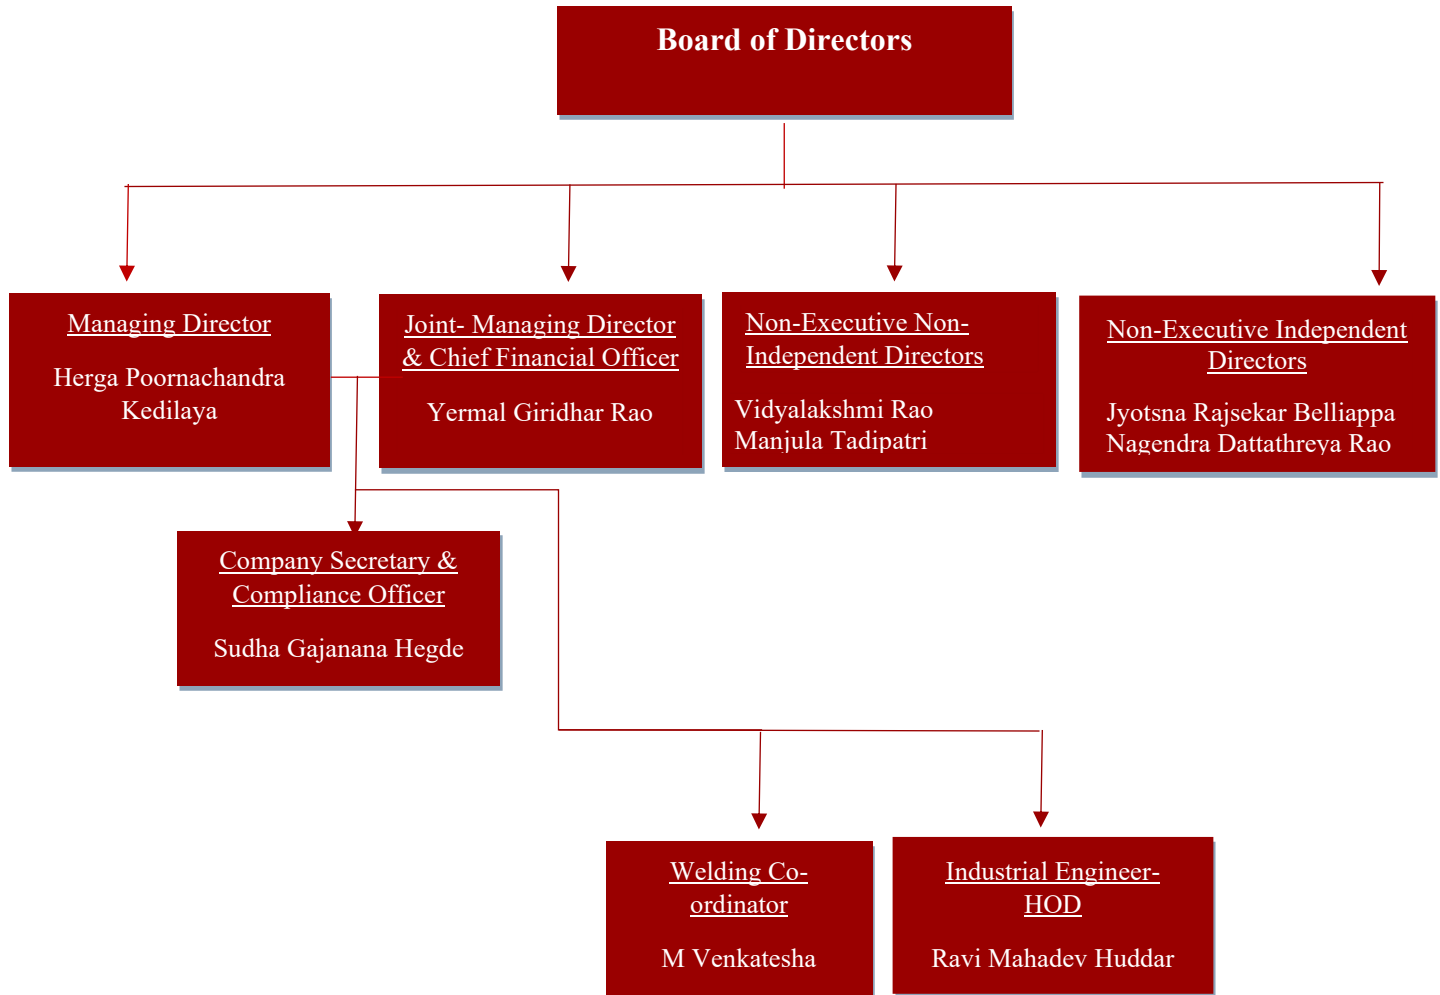 Board of Directors
Managing Director
Herga Poornachandra
Kedilaya
Joint- Managing Director
& Chief Financial Officer
Yermal Giridhar Rao
Non-Executive Non-
Independent Directors
Vidyalakshmi Rao
Manjula Tadipatri
Non-Executive Independent
Directors
Jyotsna Rajsekar Belliappa
Nagendra Dattathreya Rao
Company Secretary &
Compliance Officer
Sudha Gajanana Hegde
Welding Co-
ordinator
M Venkatesha
Industrial Engineer-
HOD
Ravi Mahadev Huddar